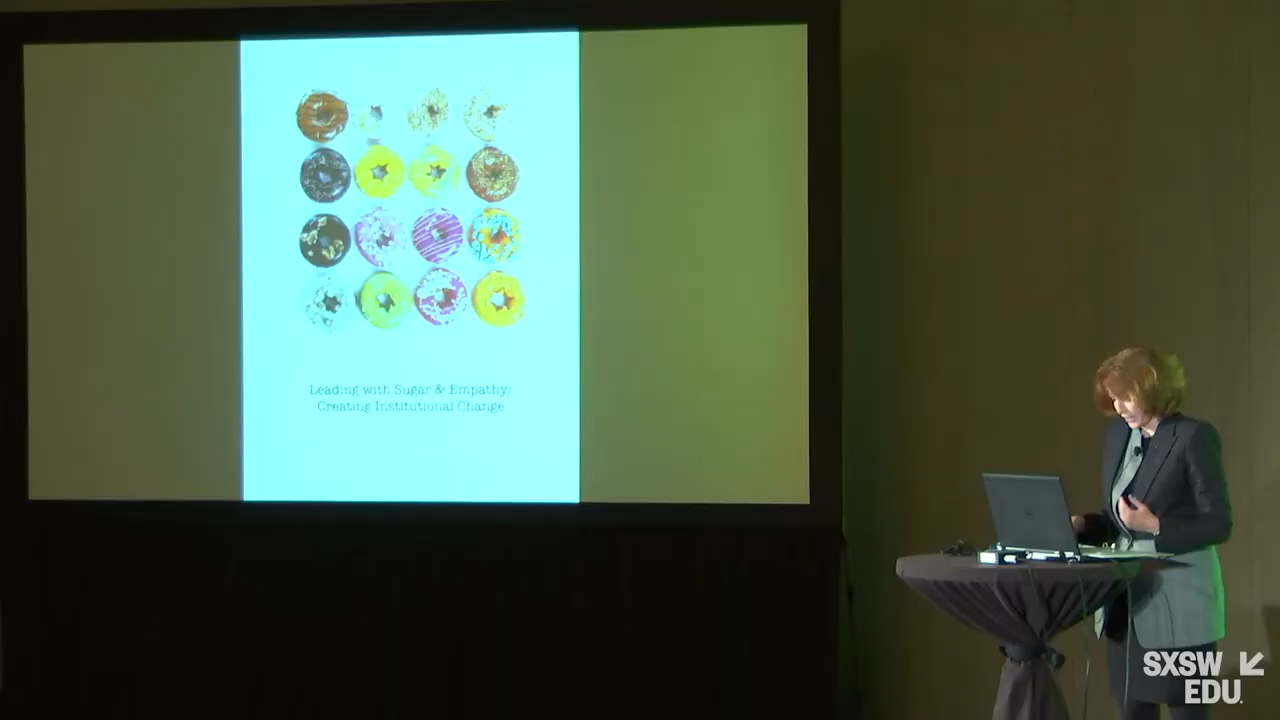 Leading with Sugar & Empathy/
Creating Institutional Change
SXSW
EDU